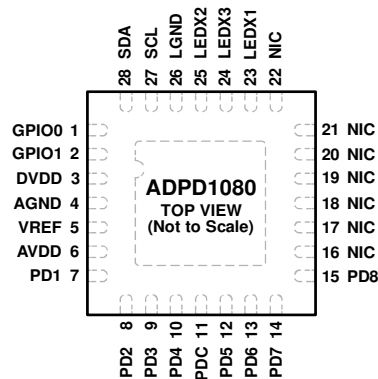 28 SDA
27 SCL
26 LGND
25 LEDX2
24 LEDX3
23 LEDX1
22 NIC
GPIO0 1
GPIO1 2
DVDD 3
AGND 4
VREF 5
AVDD 6
PD1 7
ADPD1080
TOP VIEW
(Not to Scale)
21 NIC
20 NIC
19 NIC
18 NIC
17 NIC
16 NIC
15 PD8
PD2 8
PD3 9
PD4 10
PDC 11
PD5 12
PD6 13
PD7 14